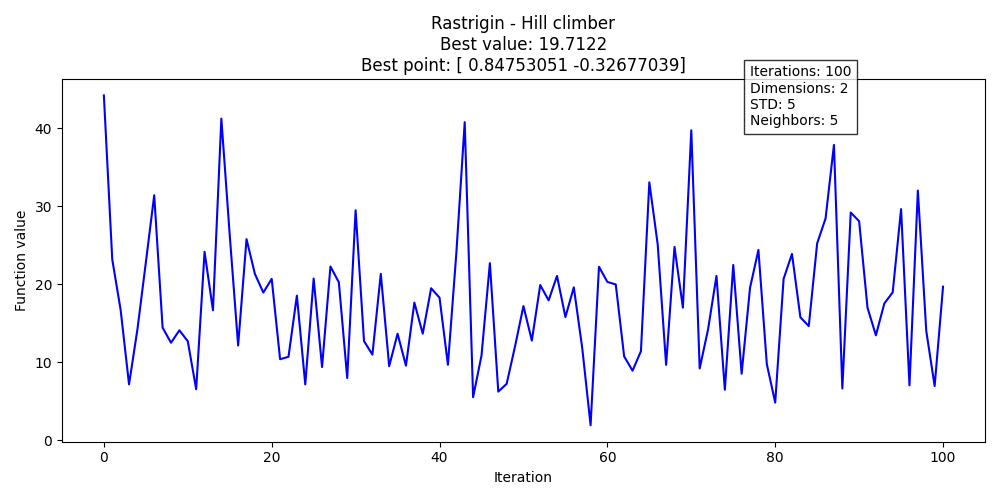 Rastrigin - Hill climber
Best value: 19.7122
Best point: [ 0.84753051 -0.32677039]
Iterations: 100
Dimensions: 2
STD: 5
Neighbors: 5
Function value
40
30
20
10
0
0 20 40 60 80 100
Iteration